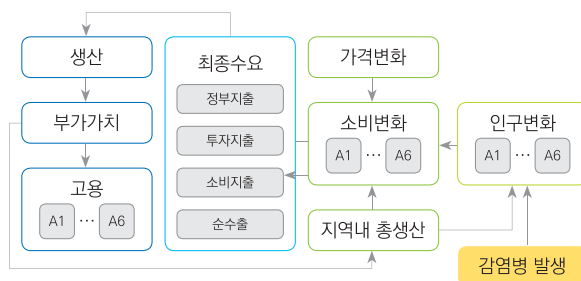 생산
부가가치
고용
A1 ··· A6
최종수요
정부지출
투자지출
소비지출
순수출
가격변화
소비변화
A1 ··· A6
지역내 총생산
인구변화
A1 ··· A6
감염병 발생